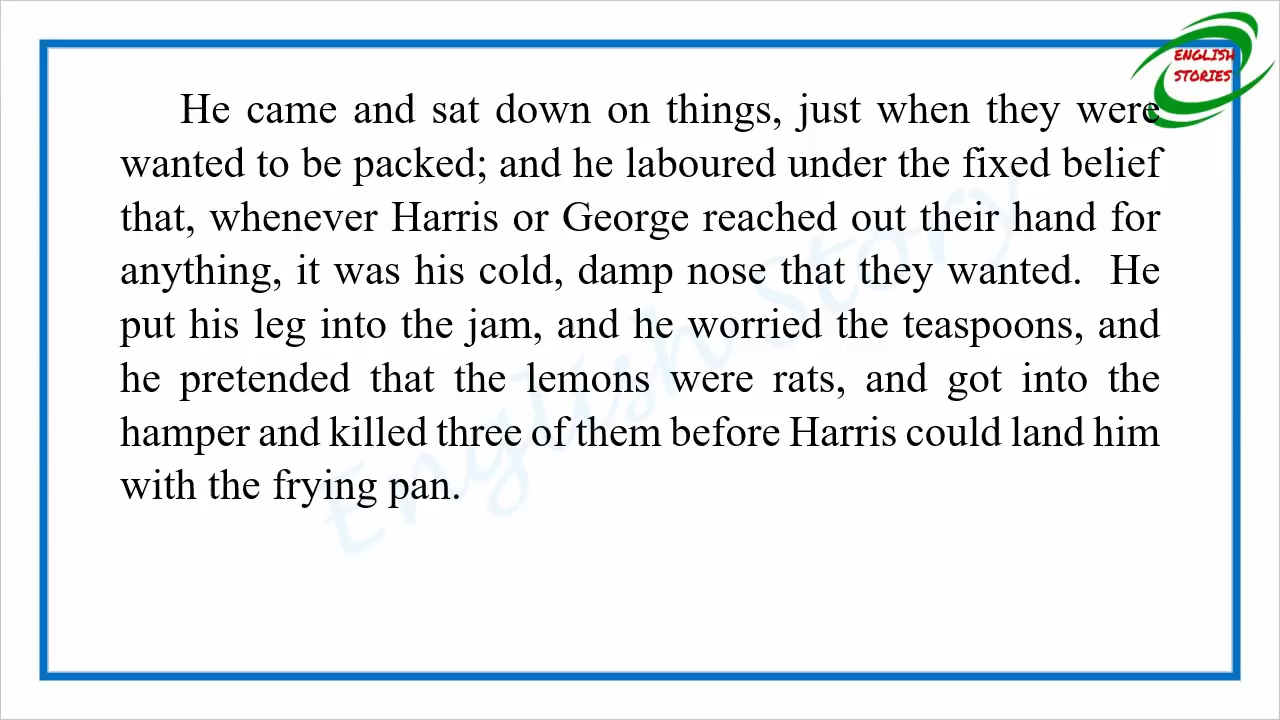 ENGLISH
STORIES
He came and sat down on things, just when they were
wanted to be packed; and he laboured under the fixed belief
that, whenever Harris or George reached out their hand for
anything, it was his cold, damp nose that they wanted.  He
put his leg into the jam, and he worried the teaspoons, and
he pretended that the lemons were rats, and got into the
hamper and killed three of them before Harris could land him
with the frying pan.
English Story